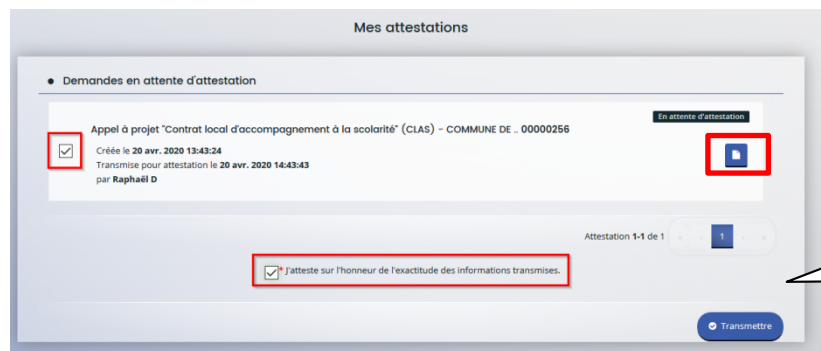 Mes attestations
Demandes en attente d'attestation
En attente d'attestation
Appel à projet "Contrat local d'accompagnement à la scolarité" (CLAS) - COMMUNE DE .. 00000256
Créée le 20 avr. 2020 13:43:24
Transmise pour attestation le 20 avr. 2020 14:43:43
par Raphaël D
Attestation 1-1 de 1 « ‹ 1 › »
* J'atteste sur l'honneur de l'exactitude des informations transmises.
Transmettre